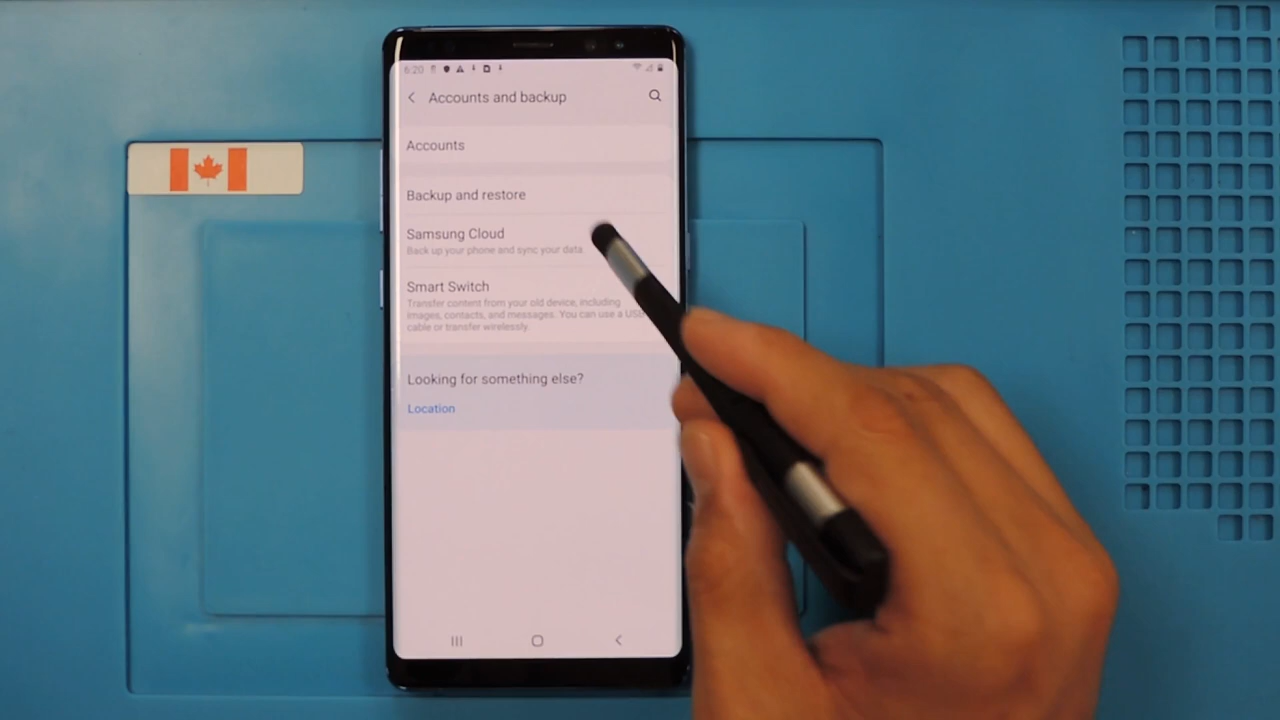 6:20
Accounts and backup
Accounts
Backup and restore
Samsung Cloud
Back up your phone and sync your data.
Smart Switch
Transfer content from your old device, including
images, contacts, and messages. You can use a USB
cable or transfer wirelessly.
Looking for something else?
Location